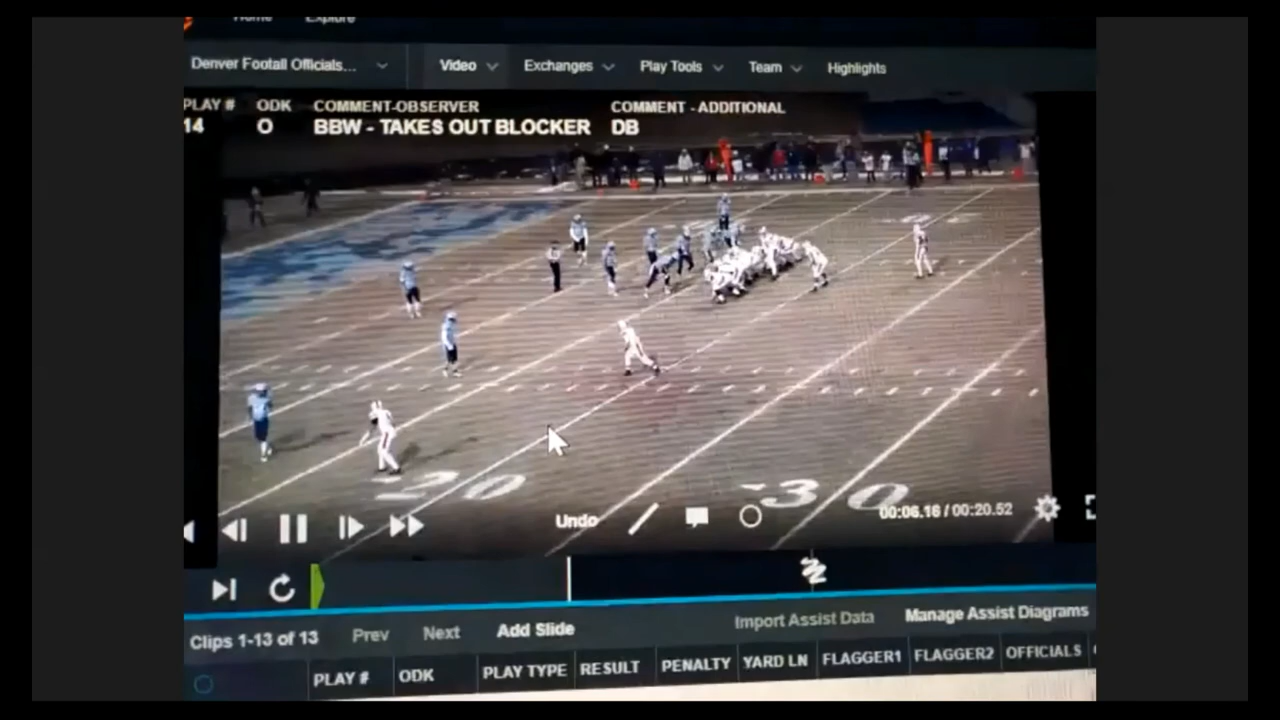 Home Explore
Denver Footall Officials... Video Exchanges Play Tools Team Highlights
PLAY # ODK COMMENT-OBSERVER COMMENT - ADDITIONAL
14 O BBW - TAKES OUT BLOCKER DB
20
30
Undo 00:06.16 / 00:20.52
Clips 1-13 of 13 Prev Next Add Slide Import Assist Data Manage Assist Diagrams
PLAY # ODK PLAY TYPE RESULT PENALTY YARD LN FLAGGER1 FLAGGER2 OFFICIALS